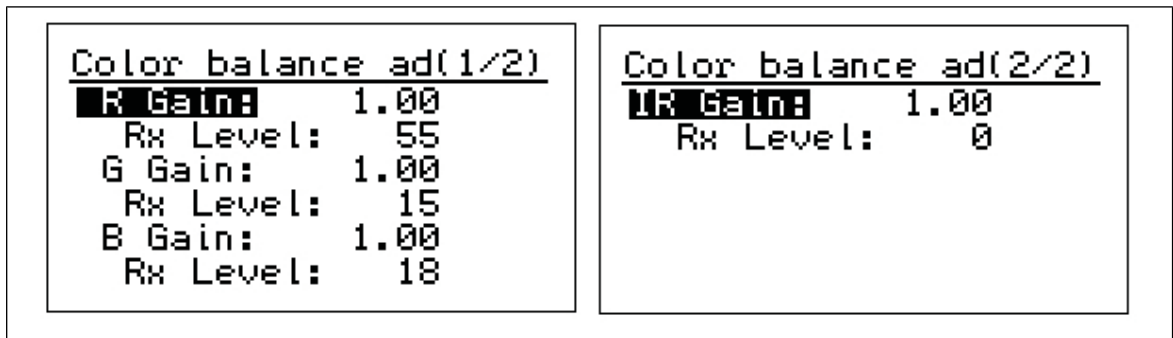 Color balance ad(1/2)
R Gain: 1.00
Rx Level: 55
G Gain: 1.00
Rx Level: 15
B Gain: 1.00
Rx Level: 18
Color balance ad(2/2)
IR Gain: 1.00
Rx Level: 0